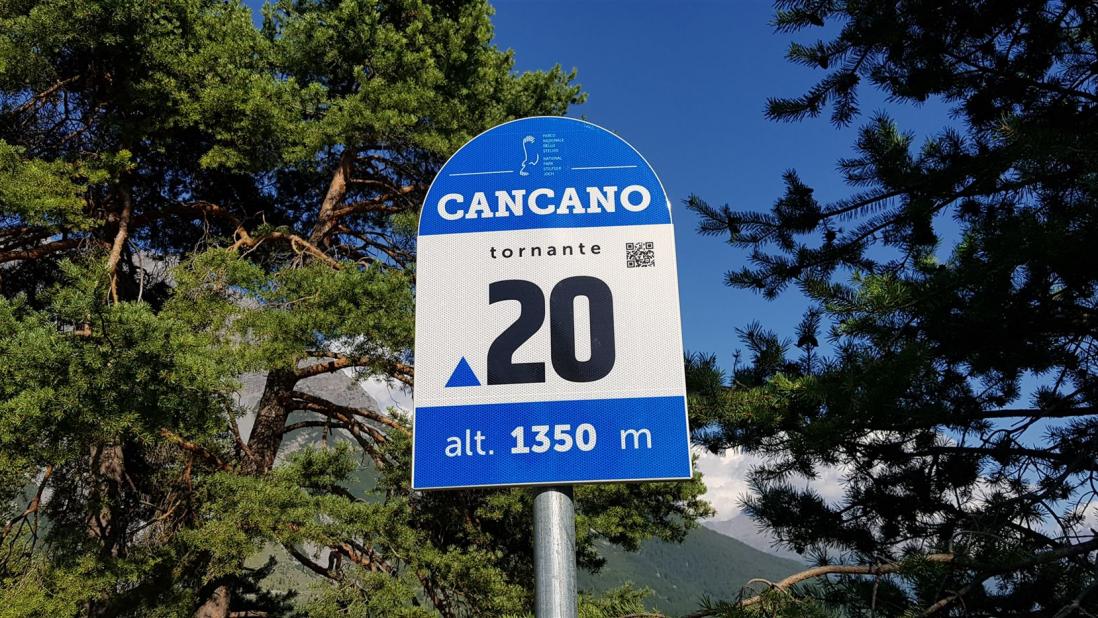 PARCO
NAZIONALE
DELLO
STELVIO
NATIONAL
PARK
STILFSER
JOCH
CANCANO
tornante
20
alt. 1350 m